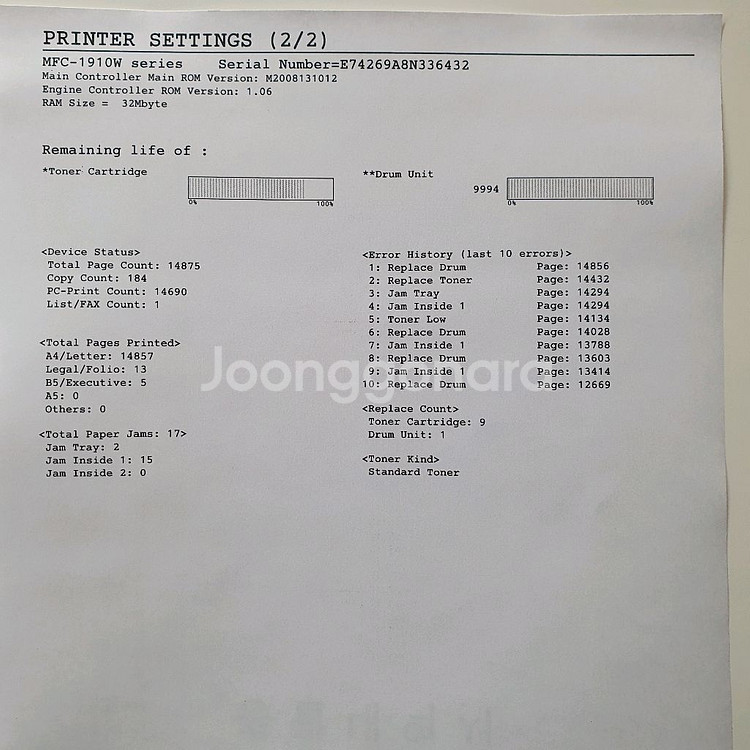 PRINTER SETTINGS (2/2)
MFC-1910W series Serial Number=E74269A8N336432
Main Controller Main ROM Version: M2008131012
Engine Controller ROM Version: 1.06
RAM Size = 32Mbyte
Remaining life of :
*Toner Cartridge
0% 100%
**Drum Unit
9994
0% 100%
<Device Status>
Total Page Count: 14875
Copy Count: 184
PC-Print Count: 14690
List/FAX Count: 1
<Total Pages Printed>
A4/Letter: 14857
Legal/Folio: 13
B5/Executive: 5
A5: 0
Others: 0
<Total Paper Jams: 17>
Jam Tray: 2
Jam Inside 1: 15
Jam Inside 2: 0
<Error History (last 10 errors)>
1: Replace Drum Page: 14856
2: Replace Toner Page: 14432
3: Jam Tray Page: 14294
4: Jam Inside 1 Page: 14294
5: Toner Low Page: 14134
6: Replace Drum Page: 14028
7: Jam Inside 1 Page: 13788
8: Replace Drum Page: 13603
9: Jam Inside 1 Page: 13414
10: Replace Drum Page: 12669
<Replace Count>
Toner Cartridge: 9
Drum Unit: 1
<Toner Kind>
Standard Toner
Joonggonara